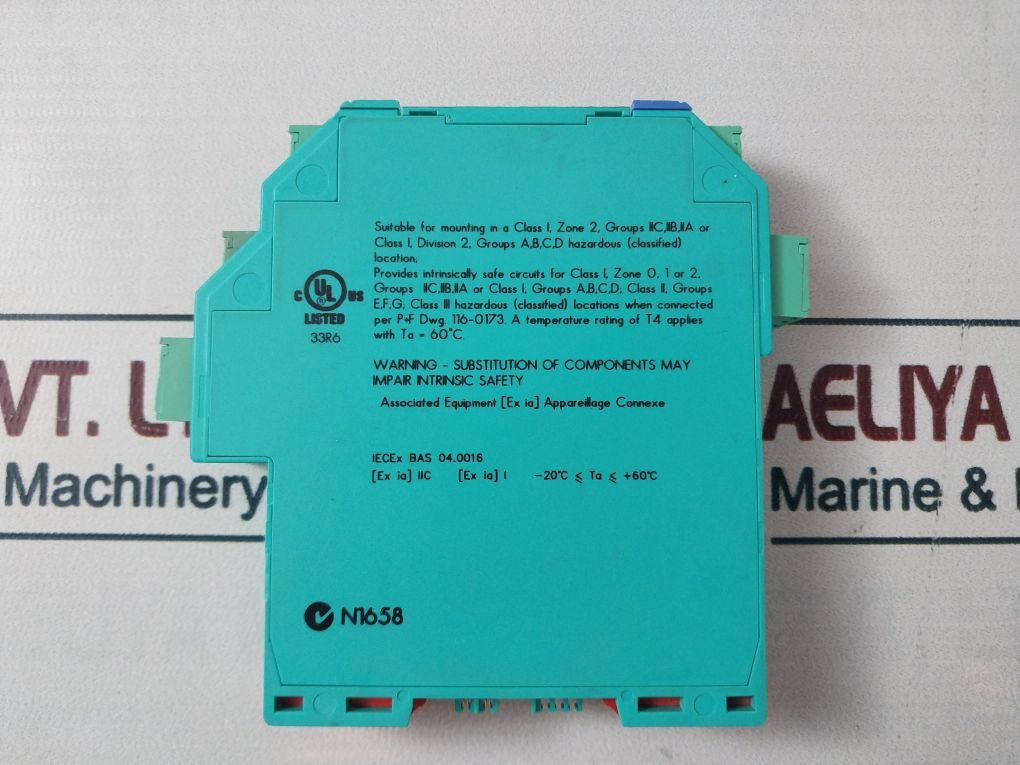 Suitable for mounting in a Class I, Zone 2, Groups IIC,IIB,IIA or
Class I, Division 2, Groups A,B,C,D hazardous (classified)
location;
Provides intrinsically safe circuits for Class I, Zone 0, 1 or 2,
Groups IIC,IIB,IIA or Class I, Groups A,B,C,D; Class II, Groups
E,F,G; Class III hazardous (classified) locations when connected
per P+F Dwg. 116-0173. A temperature rating of T4 applies
with Ta = 60°C.
C UL US
LISTED
33R6
WARNING - SUBSTITUTION OF COMPONENTS MAY
IMPAIR INTRINSIC SAFETY
Associated Equipment [Ex ia] Appareillage Connexe
VT. L
AELIYA
IECEx BAS 04.0016
[Ex ia] IIC [Ex ia] I -20°C ≤ Ta ≤ +60°C
Machinery
Marine &
N1658